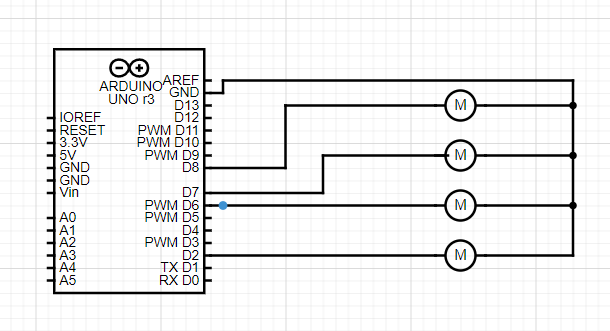 AREF
ARDUINO
GND
UNO r3
D13
IOREF
D12
RESET
PWM D11
3.3V
PWM D10
5V
PWM D9
GND
D8
GND
Vin
D7
PWM D6
A0
PWM D5
A1
D4
A2
PWM D3
A3
D2
A4
TX D1
A5
RX D0
M
M
M
M